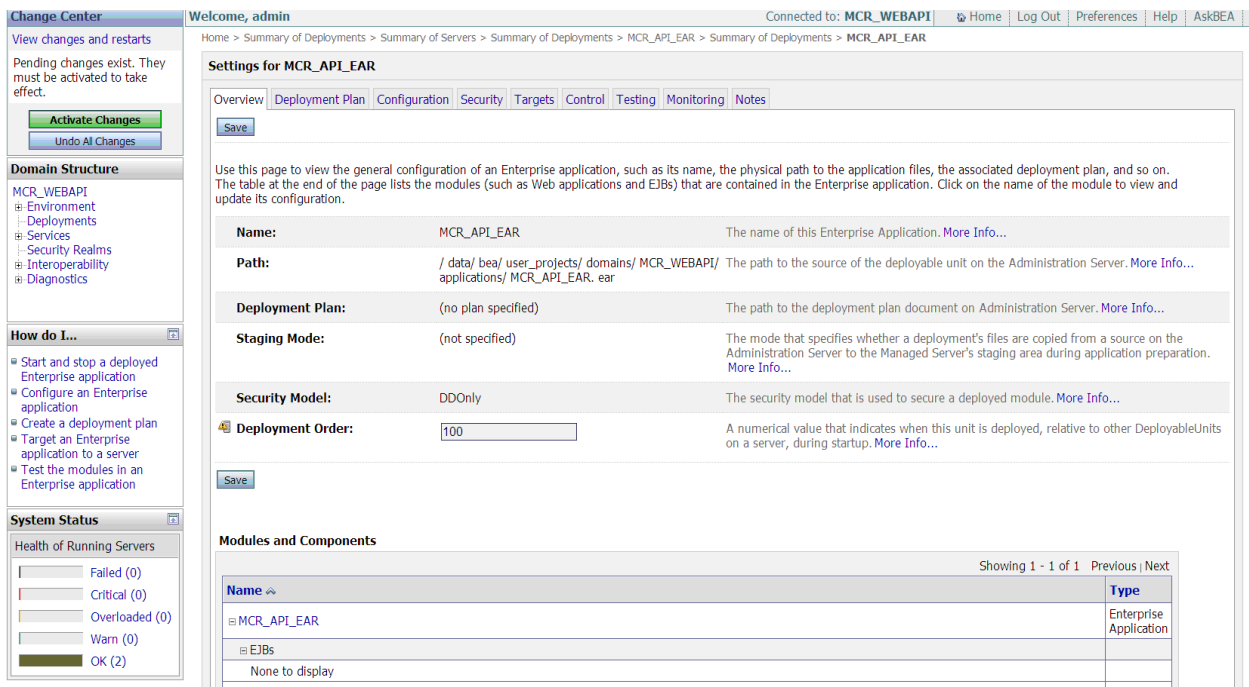 Change Center
View changes and restarts
Pending changes exist. They
must be activated to take
effect.
Activate Changes
Undo All Changes
Domain Structure
MCR_WEBAPI
Environment
Deployments
Services
Security Realms
Interoperability
Diagnostics
How do I...
Start and stop a deployed
Enterprise application
Configure an Enterprise
application
Create a deployment plan
Target an Enterprise
application to a server
Test the modules in an
Enterprise application
System Status
Health of Running Servers
Failed (0)
Critical (0)
Overloaded (0)
Warn (0)
OK (2)
Welcome, admin
Connected to: MCR_WEBAPI Home Log Out Preferences Help AskBEA
Home > Summary of Deployments > Summary of Servers > Summary of Deployments > MCR_API_EAR > Summary of Deployments > MCR_API_EAR
Settings for MCR_API_EAR
Overview Deployment Plan Configuration Security Targets Control Testing Monitoring Notes
Save
Use this page to view the general configuration of an Enterprise application, such as its name, the physical path to the application files, the associated deployment plan, and so on.
The table at the end of the page lists the modules (such as Web applications and EJBs) that are contained in the Enterprise application. Click on the name of the module to view and
update its configuration.
Name: MCR_API_EAR The name of this Enterprise Application. More Info...
Path: / data/ bea/ user_projects/ domains/ MCR_WEBAPI/ The path to the source of the deployable unit on the Administration Server. More Info...
applications/ MCR_API_EAR. ear
Deployment Plan: (no plan specified) The path to the deployment plan document on Administration Server. More Info...
Staging Mode: (not specified) The mode that specifies whether a deployment's files are copied from a source on the
Administration Server to the Managed Server's staging area during application preparation.
More Info...
Security Model: DDOnly The security model that is used to secure a deployed module. More Info...
Deployment Order: 100 A numerical value that indicates when this unit is deployed, relative to other DeployableUnits
on a server, during startup. More Info...
Save
Modules and Components
Showing 1 - 1 of 1 Previous | Next
Name Type
MCR_API_EAR Enterprise
Application
EJBs
None to display